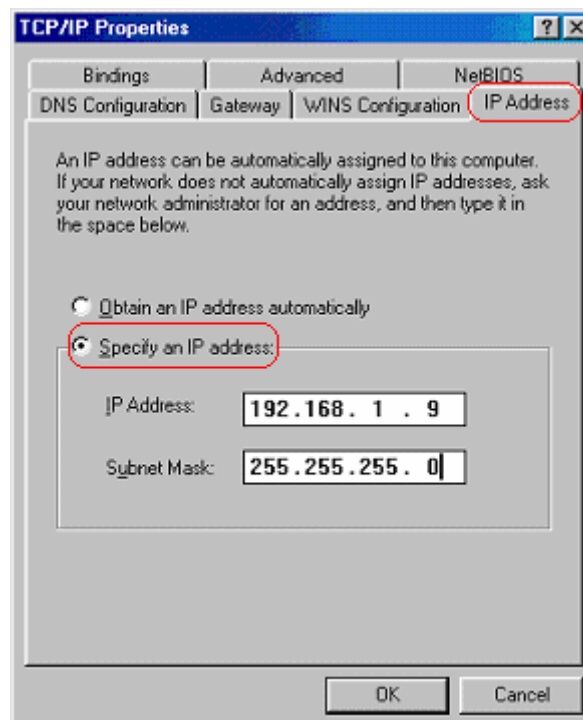 TCP/IP Properties
Bindings Advanced NetBIOS
DNS Configuration Gateway WINS Configuration IP Address
An IP address can be automatically assigned to this computer.
If your network does not automatically assign IP addresses, ask
your network administrator for an address, and then type it in
the space below.
Obtain an IP address automatically
Specify an IP address:
IP Address: 192.168. 1 . 9
Subnet Mask: 255.255.255. 0
OK Cancel